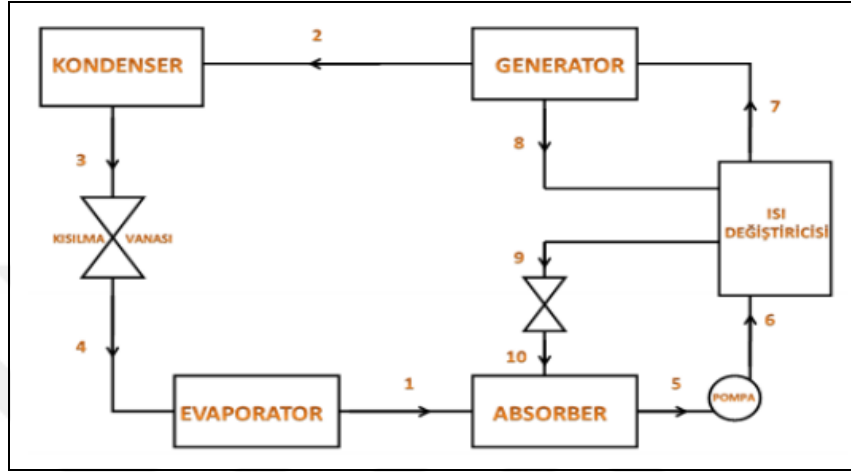 2
KONDENSER
GENERATOR
7
3
8
ISI
DEĞİŞTİRİCİSİ
KISILMA VANASI
9
6
4
10
1
5
EVAPORATOR
ABSORBER
POMPA